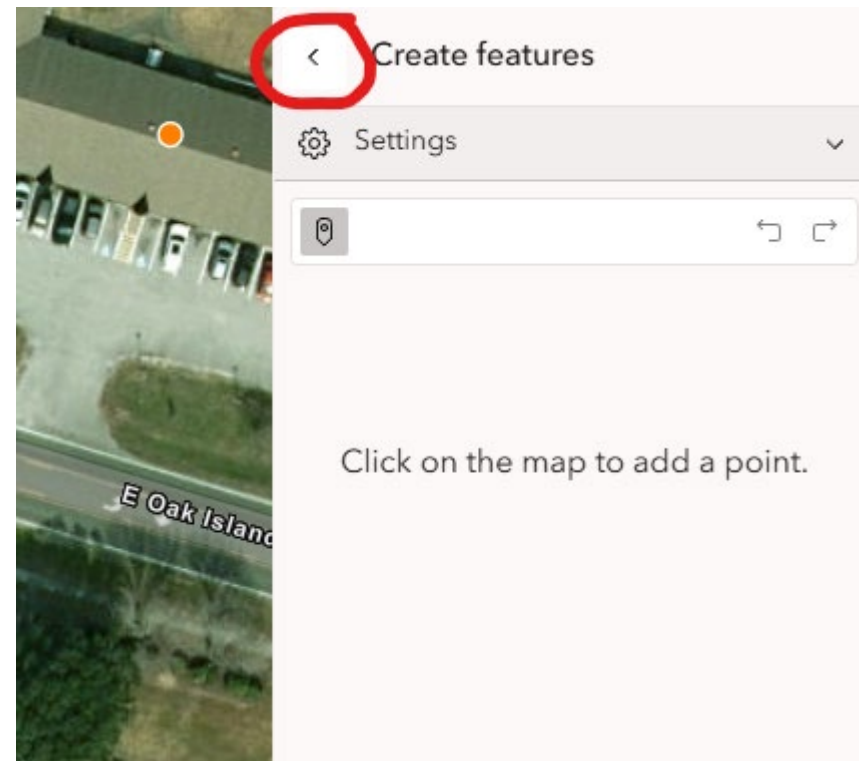 Create features
Settings
Click on the map to add a point.
E Oak Island